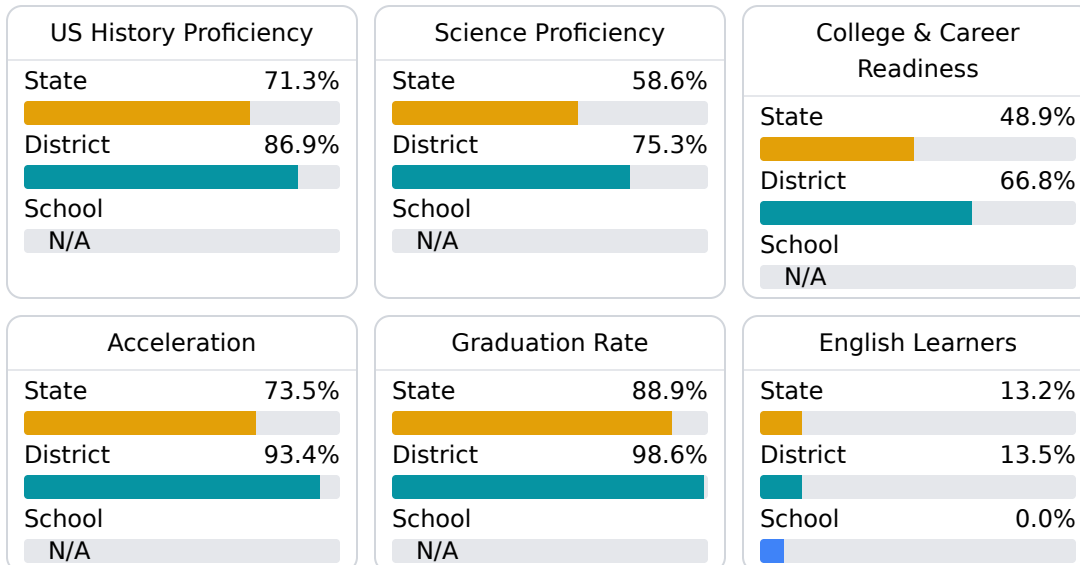 US History Proficiency
State 71.3%
District 86.9%
School
N/A
Science Proficiency
State 58.6%
District 75.3%
School
N/A
College & Career
Readiness
State 48.9%
District 66.8%
School
N/A
Acceleration
State 73.5%
District 93.4%
School
N/A
Graduation Rate
State 88.9%
District 98.6%
School
N/A
English Learners
State 13.2%
District 13.5%
School 0.0%